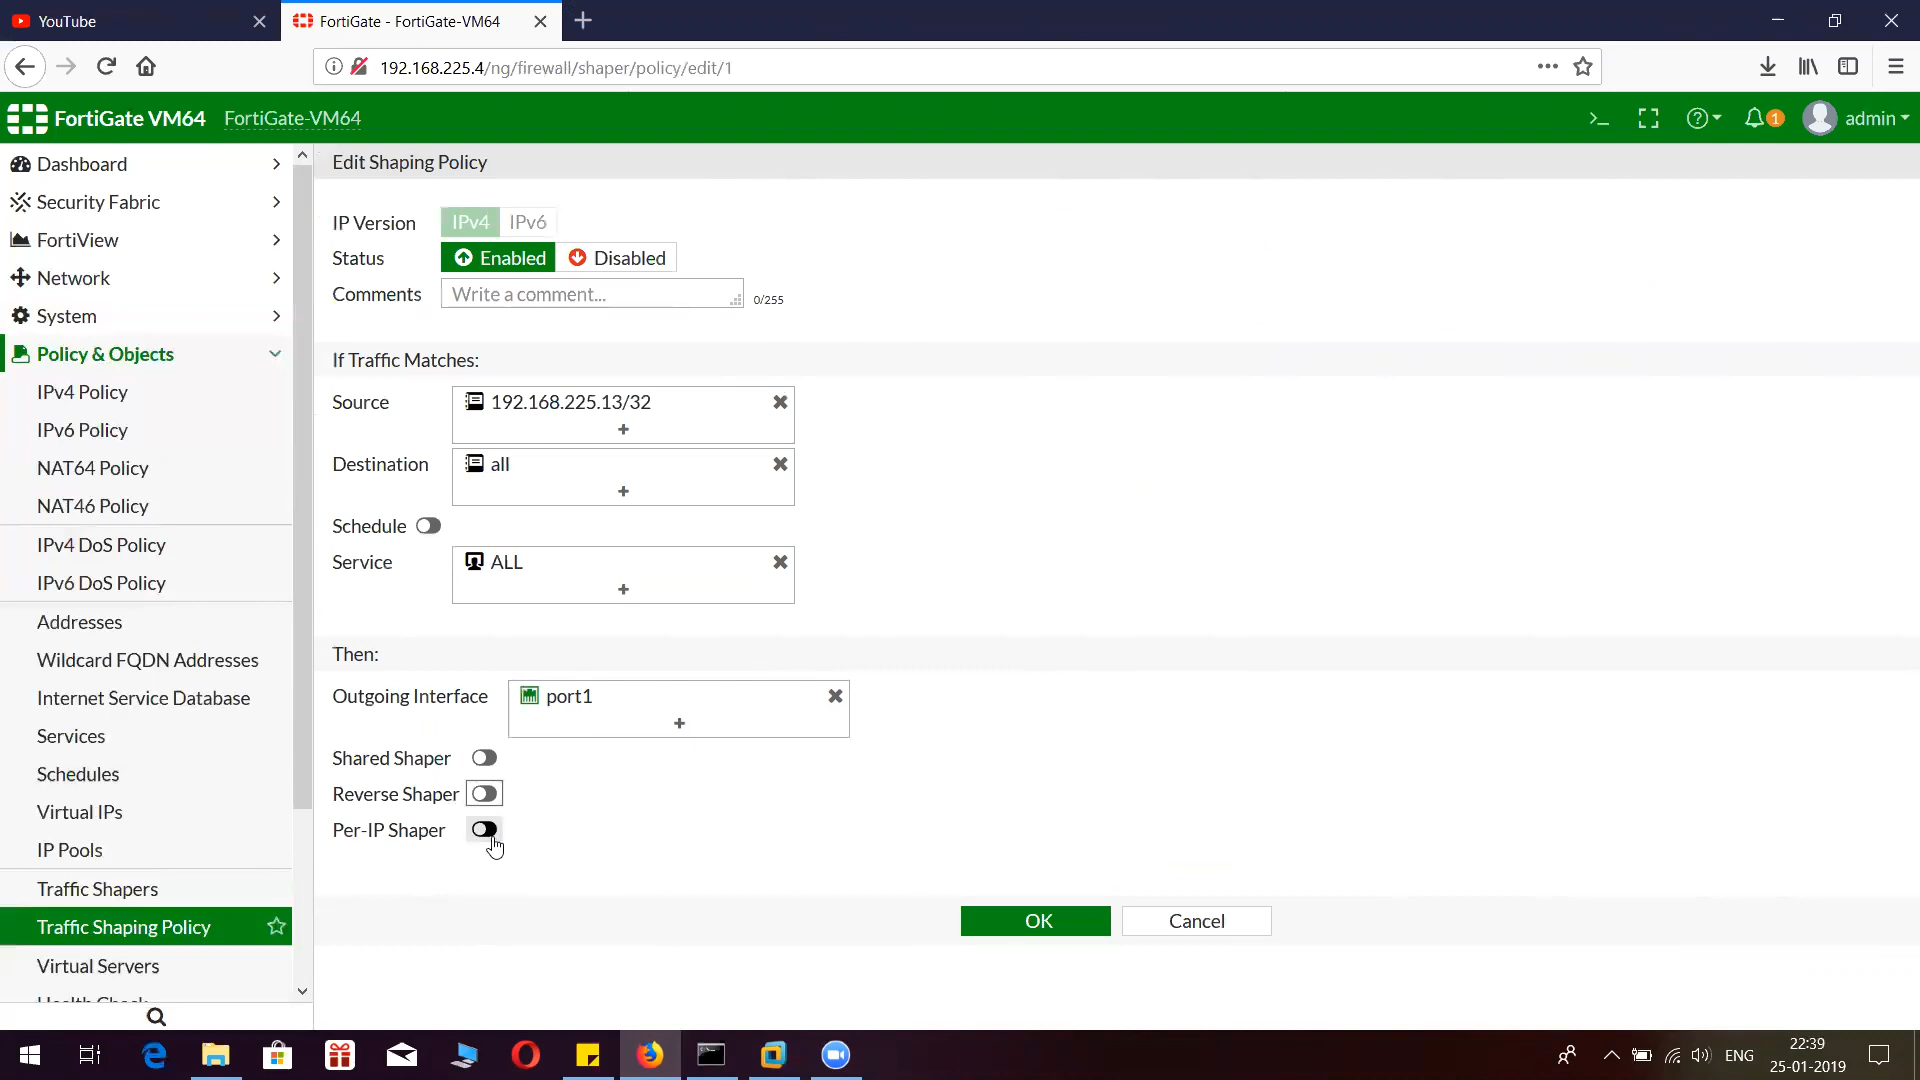 YouTube
FortiGate - FortiGate-VM64
192.168.225.4/ng/firewall/shaper/policy/edit/1
FortiGate VM64 FortiGate-VM64
1 admin
Dashboard
Security Fabric
FortiView
Network
System
Policy & Objects
IPv4 Policy
IPv6 Policy
NAT64 Policy
NAT46 Policy
IPv4 DoS Policy
IPv6 DoS Policy
Addresses
Wildcard FQDN Addresses
Internet Service Database
Services
Schedules
Virtual IPs
IP Pools
Traffic Shapers
Traffic Shaping Policy
Virtual Servers
Health Check
Edit Shaping Policy
IP Version IPv4 IPv6
Status Enabled Disabled
Comments Write a comment... 0/255
If Traffic Matches:
Source 192.168.225.13/32
Destination all
Schedule
Service ALL
Then:
Outgoing Interface port1
Shared Shaper
Reverse Shaper
Per-IP Shaper
OK Cancel
ENG
22:39
25-01-2019